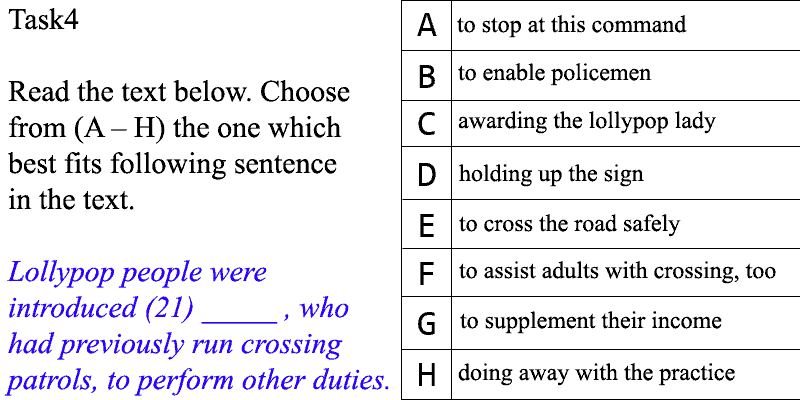 Task4
Read the text below. Choose
from (A – H) the one which
best fits following sentence
in the text.
Lollypop people were
introduced (21) _____ , who
had previously run crossing
patrols, to perform other duties.
A to stop at this command
B to enable policemen
C awarding the lollypop lady
D holding up the sign
E to cross the road safely
F to assist adults with crossing, too
G to supplement their income
H doing away with the practice